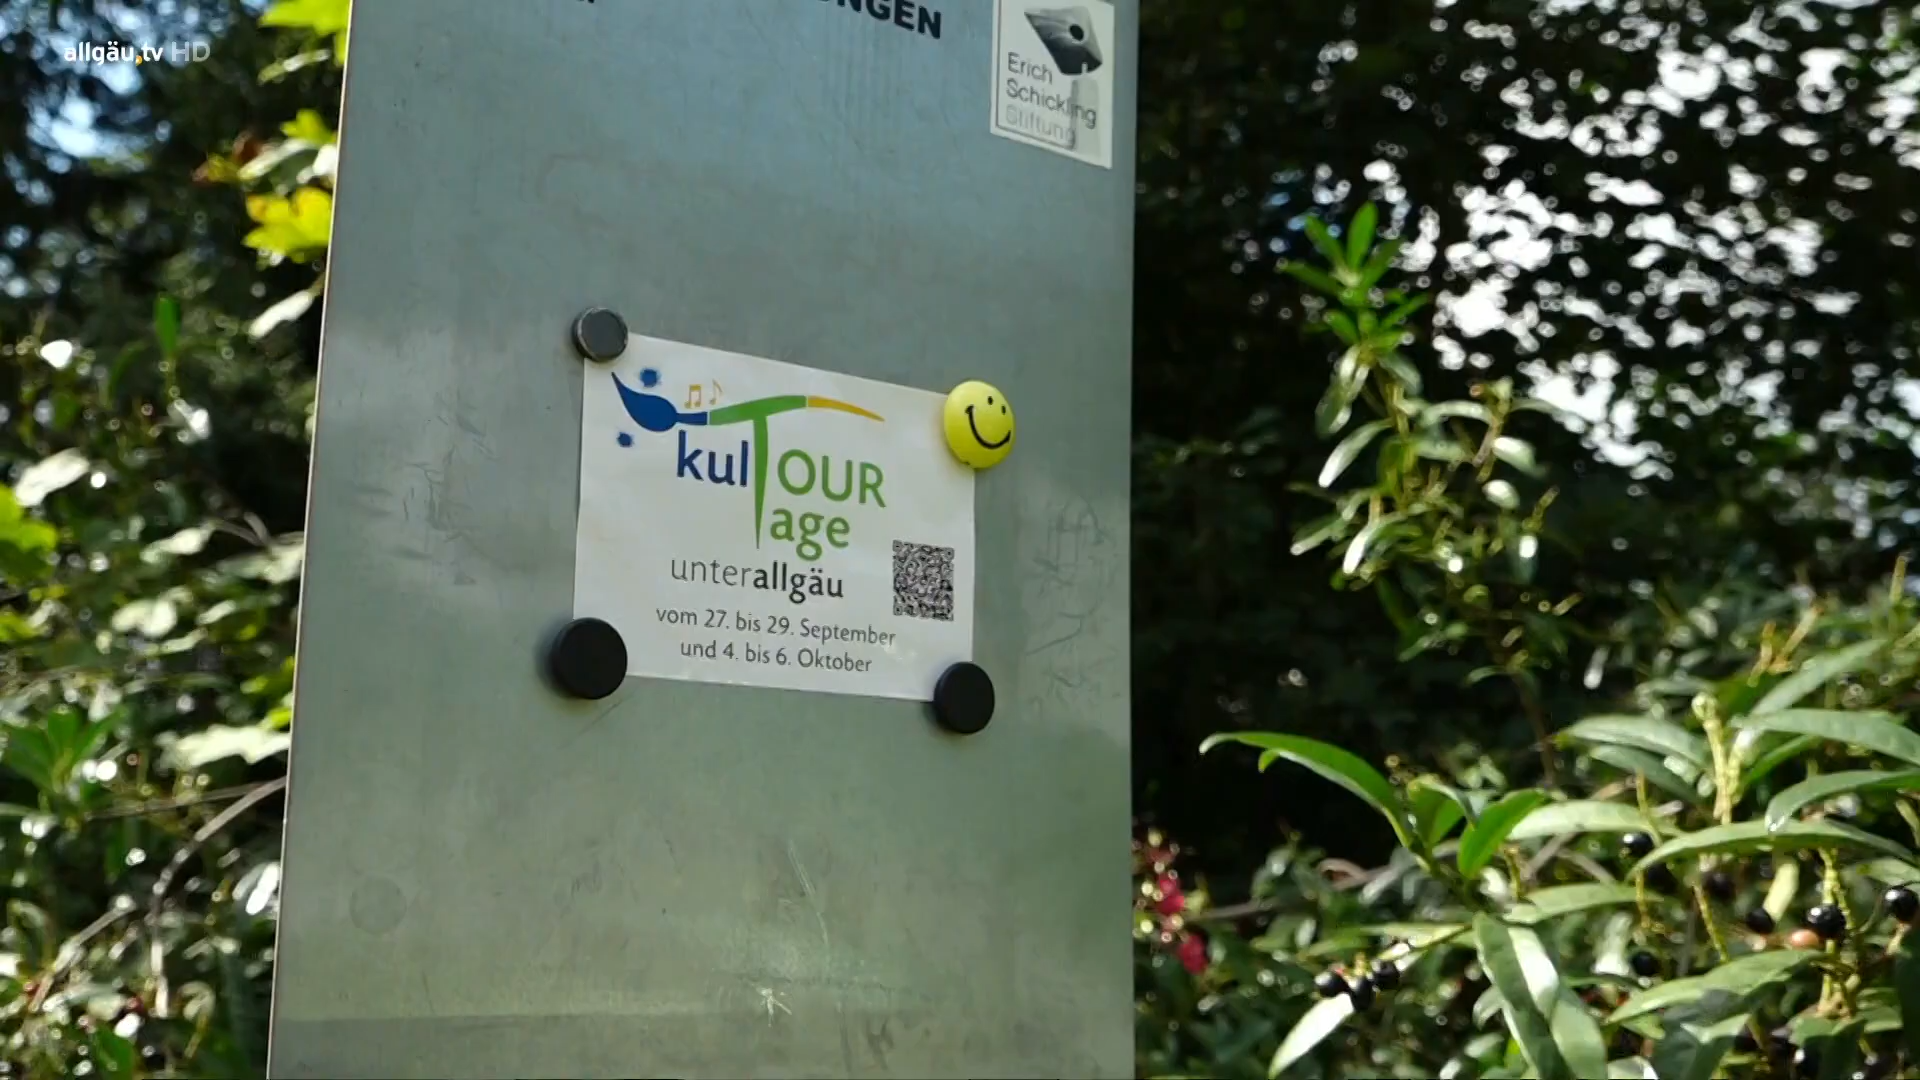 allgäu.tv HD
Erich
Schickling
Stiftung
kulTOUR
Tage
unterallgäu
vom 27. bis 29. September
und 4. bis 6. Oktober